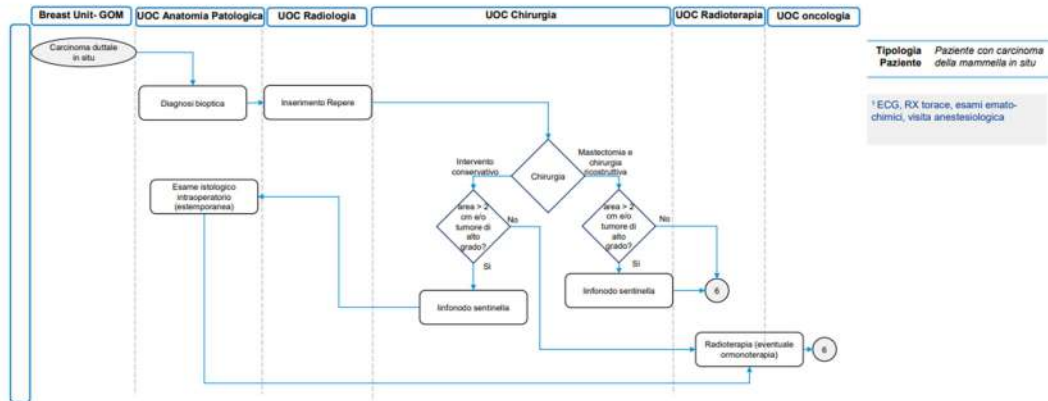 Breast Unit- GOM
UOC Anatomia Patologica
UOC Radiologia
UOC Chirurgia
UOC Radioterapia
UOC oncologia
Carcinoma duttale
in situ
Tipologia
Paziente
Paziente con carcinoma
della mammella in situ
Diagnosi bioptica
Inserimento Repere
¹ ECG, RX torace, esami emato-
chimici, visita anestesiologica
Intervento
conservativo
Chirurgia
Mastectomia e
chirurgia
ricostruttiva
Esame istologico
intraoperatorio
(estemporanea)
area > 2
cm e/o
tumore di
alto
grado?
No
area > 2
cm e/o
tumore di
alto
grado?
No
Sì
Sì
linfonodo sentinella
linfonodo sentinella
6
Radioterapia (eventuale
ormonoterapia)
6